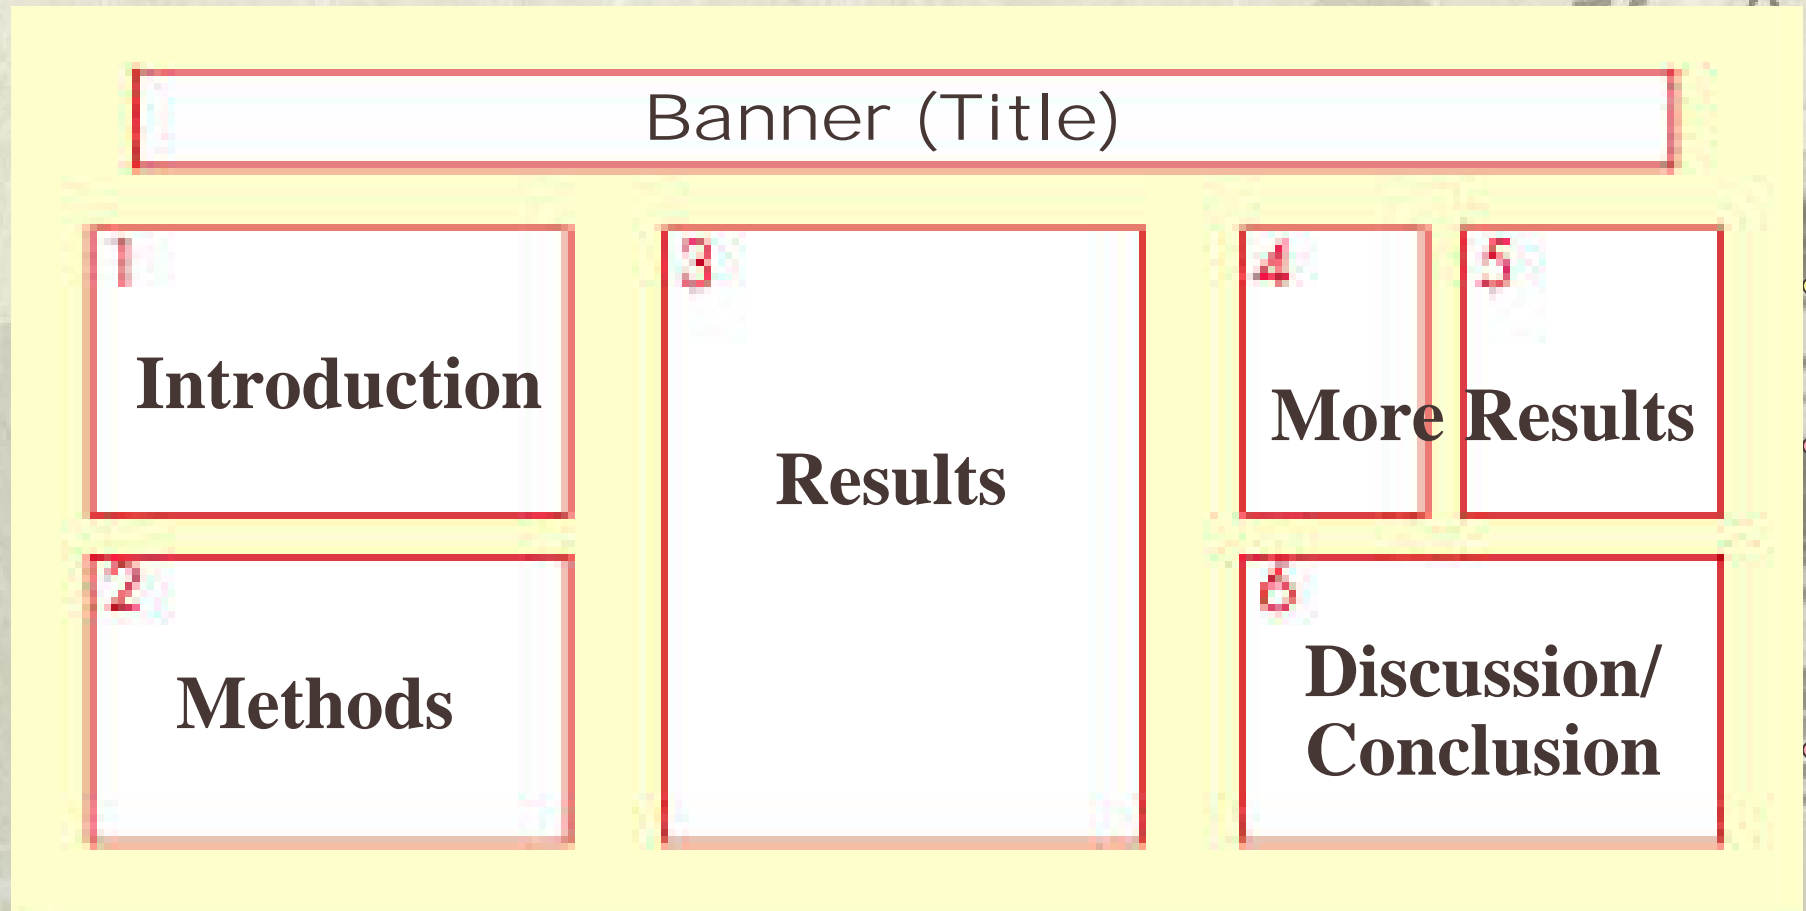 Banner (Title)
1
Introduction
2
Methods
3
Results
4
5
More Results
6
Discussion/
Conclusion